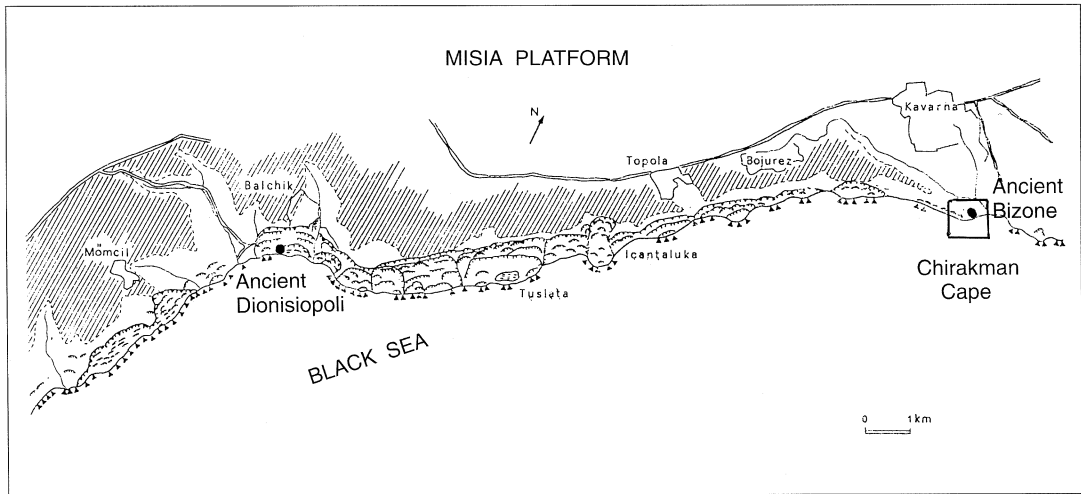 MISIA PLATFORM
N
Kavarna
Topola
Bojurez
Balchik
Ancient
Bizone
Momcil
Icantaluka
Ancient
Dionisiopoli
Tuslata
Chirakman
Cape
BLACK SEA
0 1km